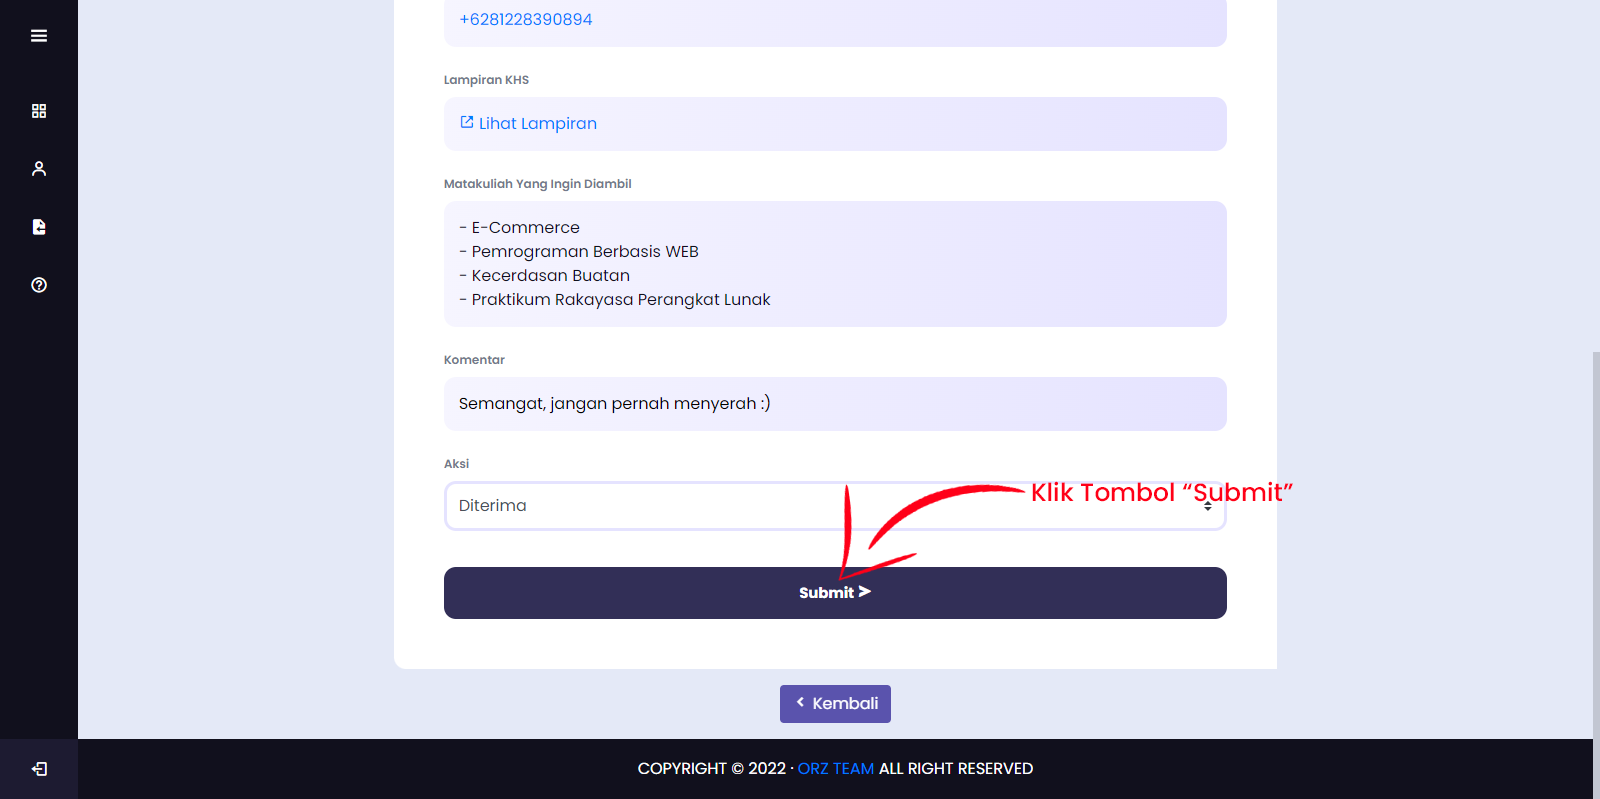 +6281228390894
Lampiran KHS
Lihat Lampiran
Matakuliah Yang Ingin Diambil
- E-Commerce
- Pemrograman Berbasis WEB
- Kecerdasan Buatan
- Praktikum Rakayasa Perangkat Lunak
Komentar
Semangat, jangan pernah menyerah :)
Aksi
Diterima
Klik Tombol “Submit”
Submit
Kembali
COPYRIGHT © 2022 · ORZ TEAM ALL RIGHT RESERVED